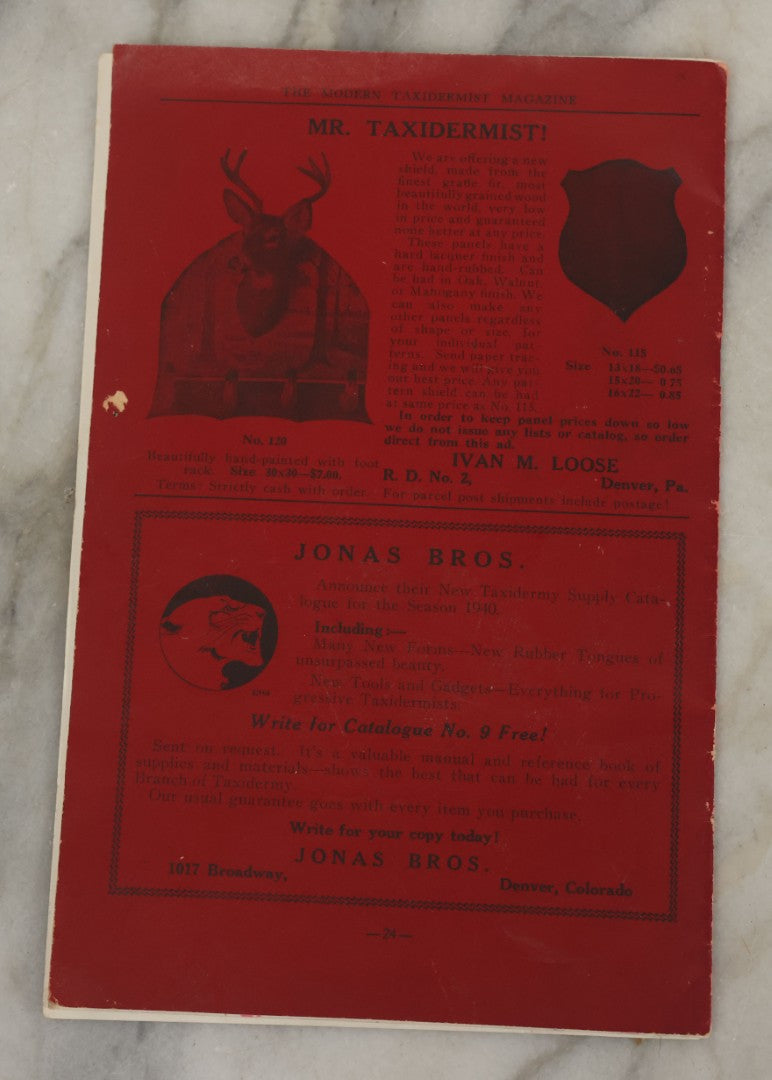 THE MODERN TAXIDERMIST MAGAZINE
MR. TAXIDERMIST!
We are offering a new
shield, made from the
finest grade fir, most
beautifully grained wood
in the world, very low
in price and guaranteed
none better at any price.
These panels have a
hard lacquer finish and
are hand-rubbed. Can
be had in Oak, Walnut,
or Mahogany finish. We
can also make any
other panels regardless
of shape or size, for
your individual pat-
terns. Send paper trac-
ing and we will give you
our best price. Any pat-
tern shield can be had
at same price as No. 115.
No. 115
Size 13x18—$0.65
15x20— 0.75
16x22— 0.85
In order to keep panel prices down so low
we do not issue any lists or catalog, so order
direct from this ad.
No. 120
Beautifully hand-painted with foot
rack. Size 30x30—$7.00.
IVAN M. LOOSE
R. D. No. 2,
Denver, Pa.
Terms: Strictly cash with order. For parcel post shipments include postage!
JONAS BROS.
Announce their New Taxidermy Supply Cata-
logue for the Season 1940.
Including:—
Many New Forms—New Rubber Tongues of
unsurpassed beauty.
New Tools and Gadgets—Everything for Pro-
gressive Taxidermists.
Write for Catalogue No. 9 Free!
Sent on request. It's a valuable manual and reference book of
supplies and materials—shows the best that can be had for every
Branch of Taxidermy.
Our usual guarantee goes with every item you purchase.
Write for your copy today!
JONAS BROS.
1017 Broadway,
Denver, Colorado
—24—